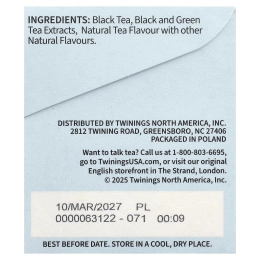 INGREDIENTS: Black Tea, Black and Green
Tea Extracts, Natural Tea Flavour with other
Natural Flavours.
DISTRIBUTED BY TWININGS NORTH AMERICA, INC.
2812 TWINING ROAD, GREENSBORO, NC 27406
PACKAGED IN POLAND
Want to talk tea? Call us at 1-800-803-6695,
go to TwiningsUSA.com, or visit our original
English storefront in The Strand, London.
© 2025 Twinings North America, Inc.
10/MAR/2027 PL
0000063122 - 071 00:09
BEST BEFORE DATE. STORE IN A COOL, DRY PLACE.